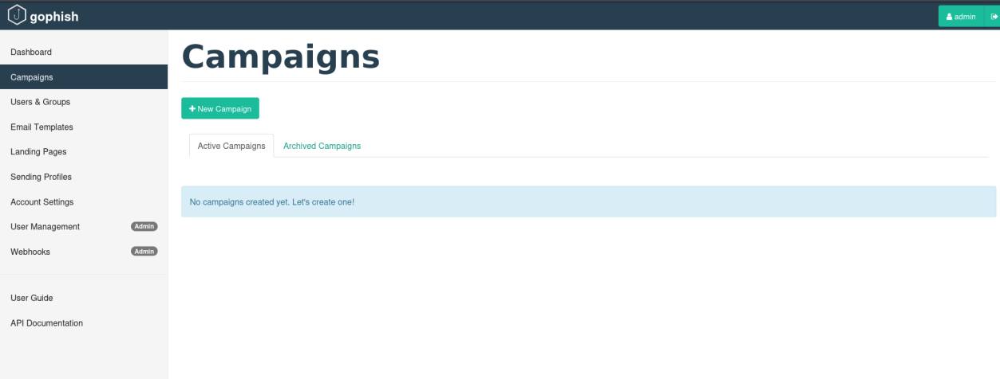 gophish
admin
Dashboard
Campaigns
Users & Groups
Email Templates
Landing Pages
Sending Profiles
Account Settings
User Management Admin
Webhooks Admin
User Guide
API Documentation
Campaigns
+ New Campaign
Active Campaigns Archived Campaigns
No campaigns created yet. Let's create one!